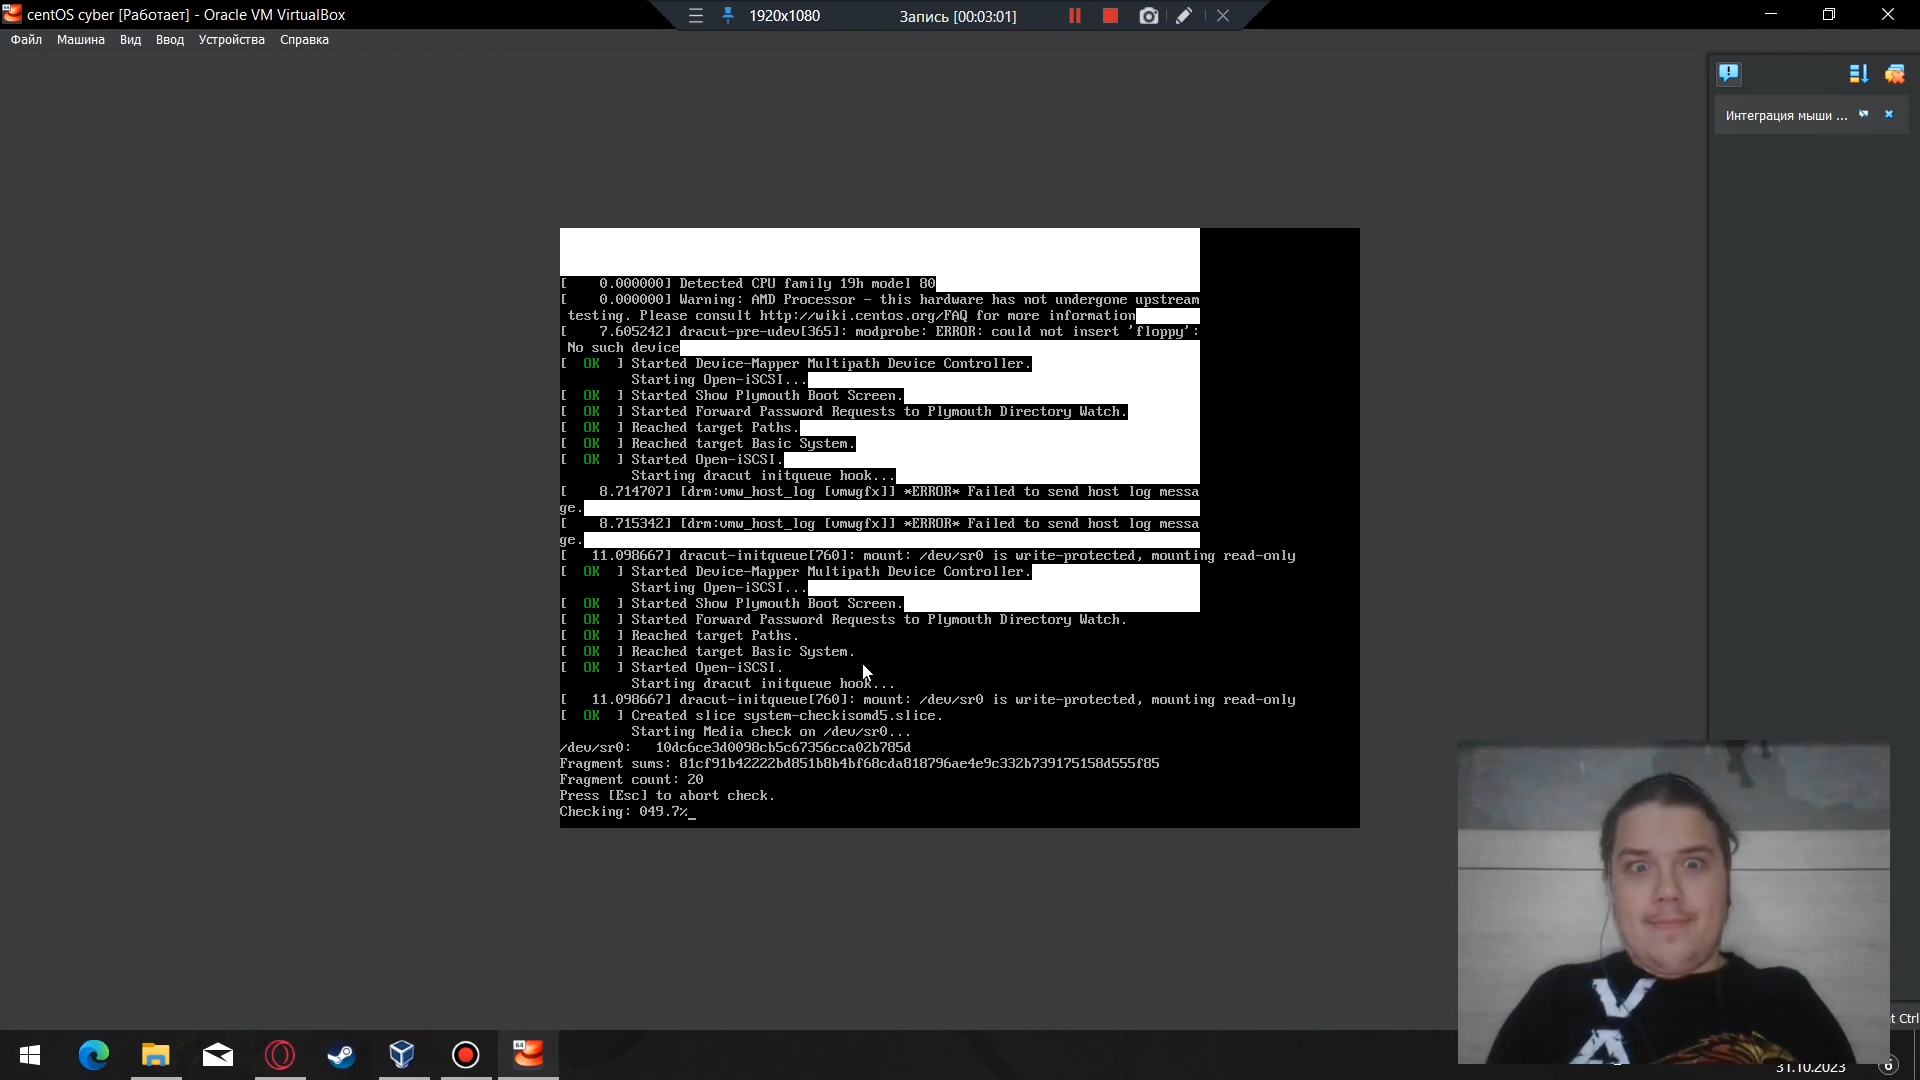 centOS cyber [Работает] - Oracle VM VirtualBox
1920x1080
Запись [00:03:01]
Файл Машина Вид Ввод Устройства Справка
Интеграция мыши ...
[    0.000000] Detected CPU family 19h model 80
[    0.000000] Warning: AMD Processor - this hardware has not undergone upstream
testing. Please consult http://wiki.centos.org/FAQ for more information
[    7.605242] dracut-pre-udev[365]: modprobe: ERROR: could not insert 'floppy':
No such device
[  OK  ] Started Device-Mapper Multipath Device Controller.
Starting Open-iSCSI...
[  OK  ] Started Show Plymouth Boot Screen.
[  OK  ] Started Forward Password Requests to Plymouth Directory Watch.
[  OK  ] Reached target Paths.
[  OK  ] Reached target Basic System.
[  OK  ] Started Open-iSCSI.
Starting dracut initqueue hook...
[    8.714707] [drm:vmw_host_log [vmwgfx]] *ERROR* Failed to send host log messa
ge.
[    8.715342] [drm:vmw_host_log [vmwgfx]] *ERROR* Failed to send host log messa
ge.
[   11.098667] dracut-initqueue[760]: mount: /dev/sr0 is write-protected, mounting read-only
[  OK  ] Started Device-Mapper Multipath Device Controller.
Starting Open-iSCSI...
[  OK  ] Started Show Plymouth Boot Screen.
[  OK  ] Started Forward Password Requests to Plymouth Directory Watch.
[  OK  ] Reached target Paths.
[  OK  ] Reached target Basic System.
[  OK  ] Started Open-iSCSI.
Starting dracut initqueue hook...
[   11.098667] dracut-initqueue[760]: mount: /dev/sr0 is write-protected, mounting read-only
[  OK  ] Created slice system-checkisomd5.slice.
Starting Media check on /dev/sr0...
/dev/sr0:   10dc6ce3d0098cb5c67356cca02b785d
Fragment sums: 81cf91b42222bd851b8b4bf68cda818796ae4e9c332b739175158d555f85
Fragment count: 20
Press [Esc] to abort check.
Checking: 049.7%_
t Ctrl
64
31.10.2023
6